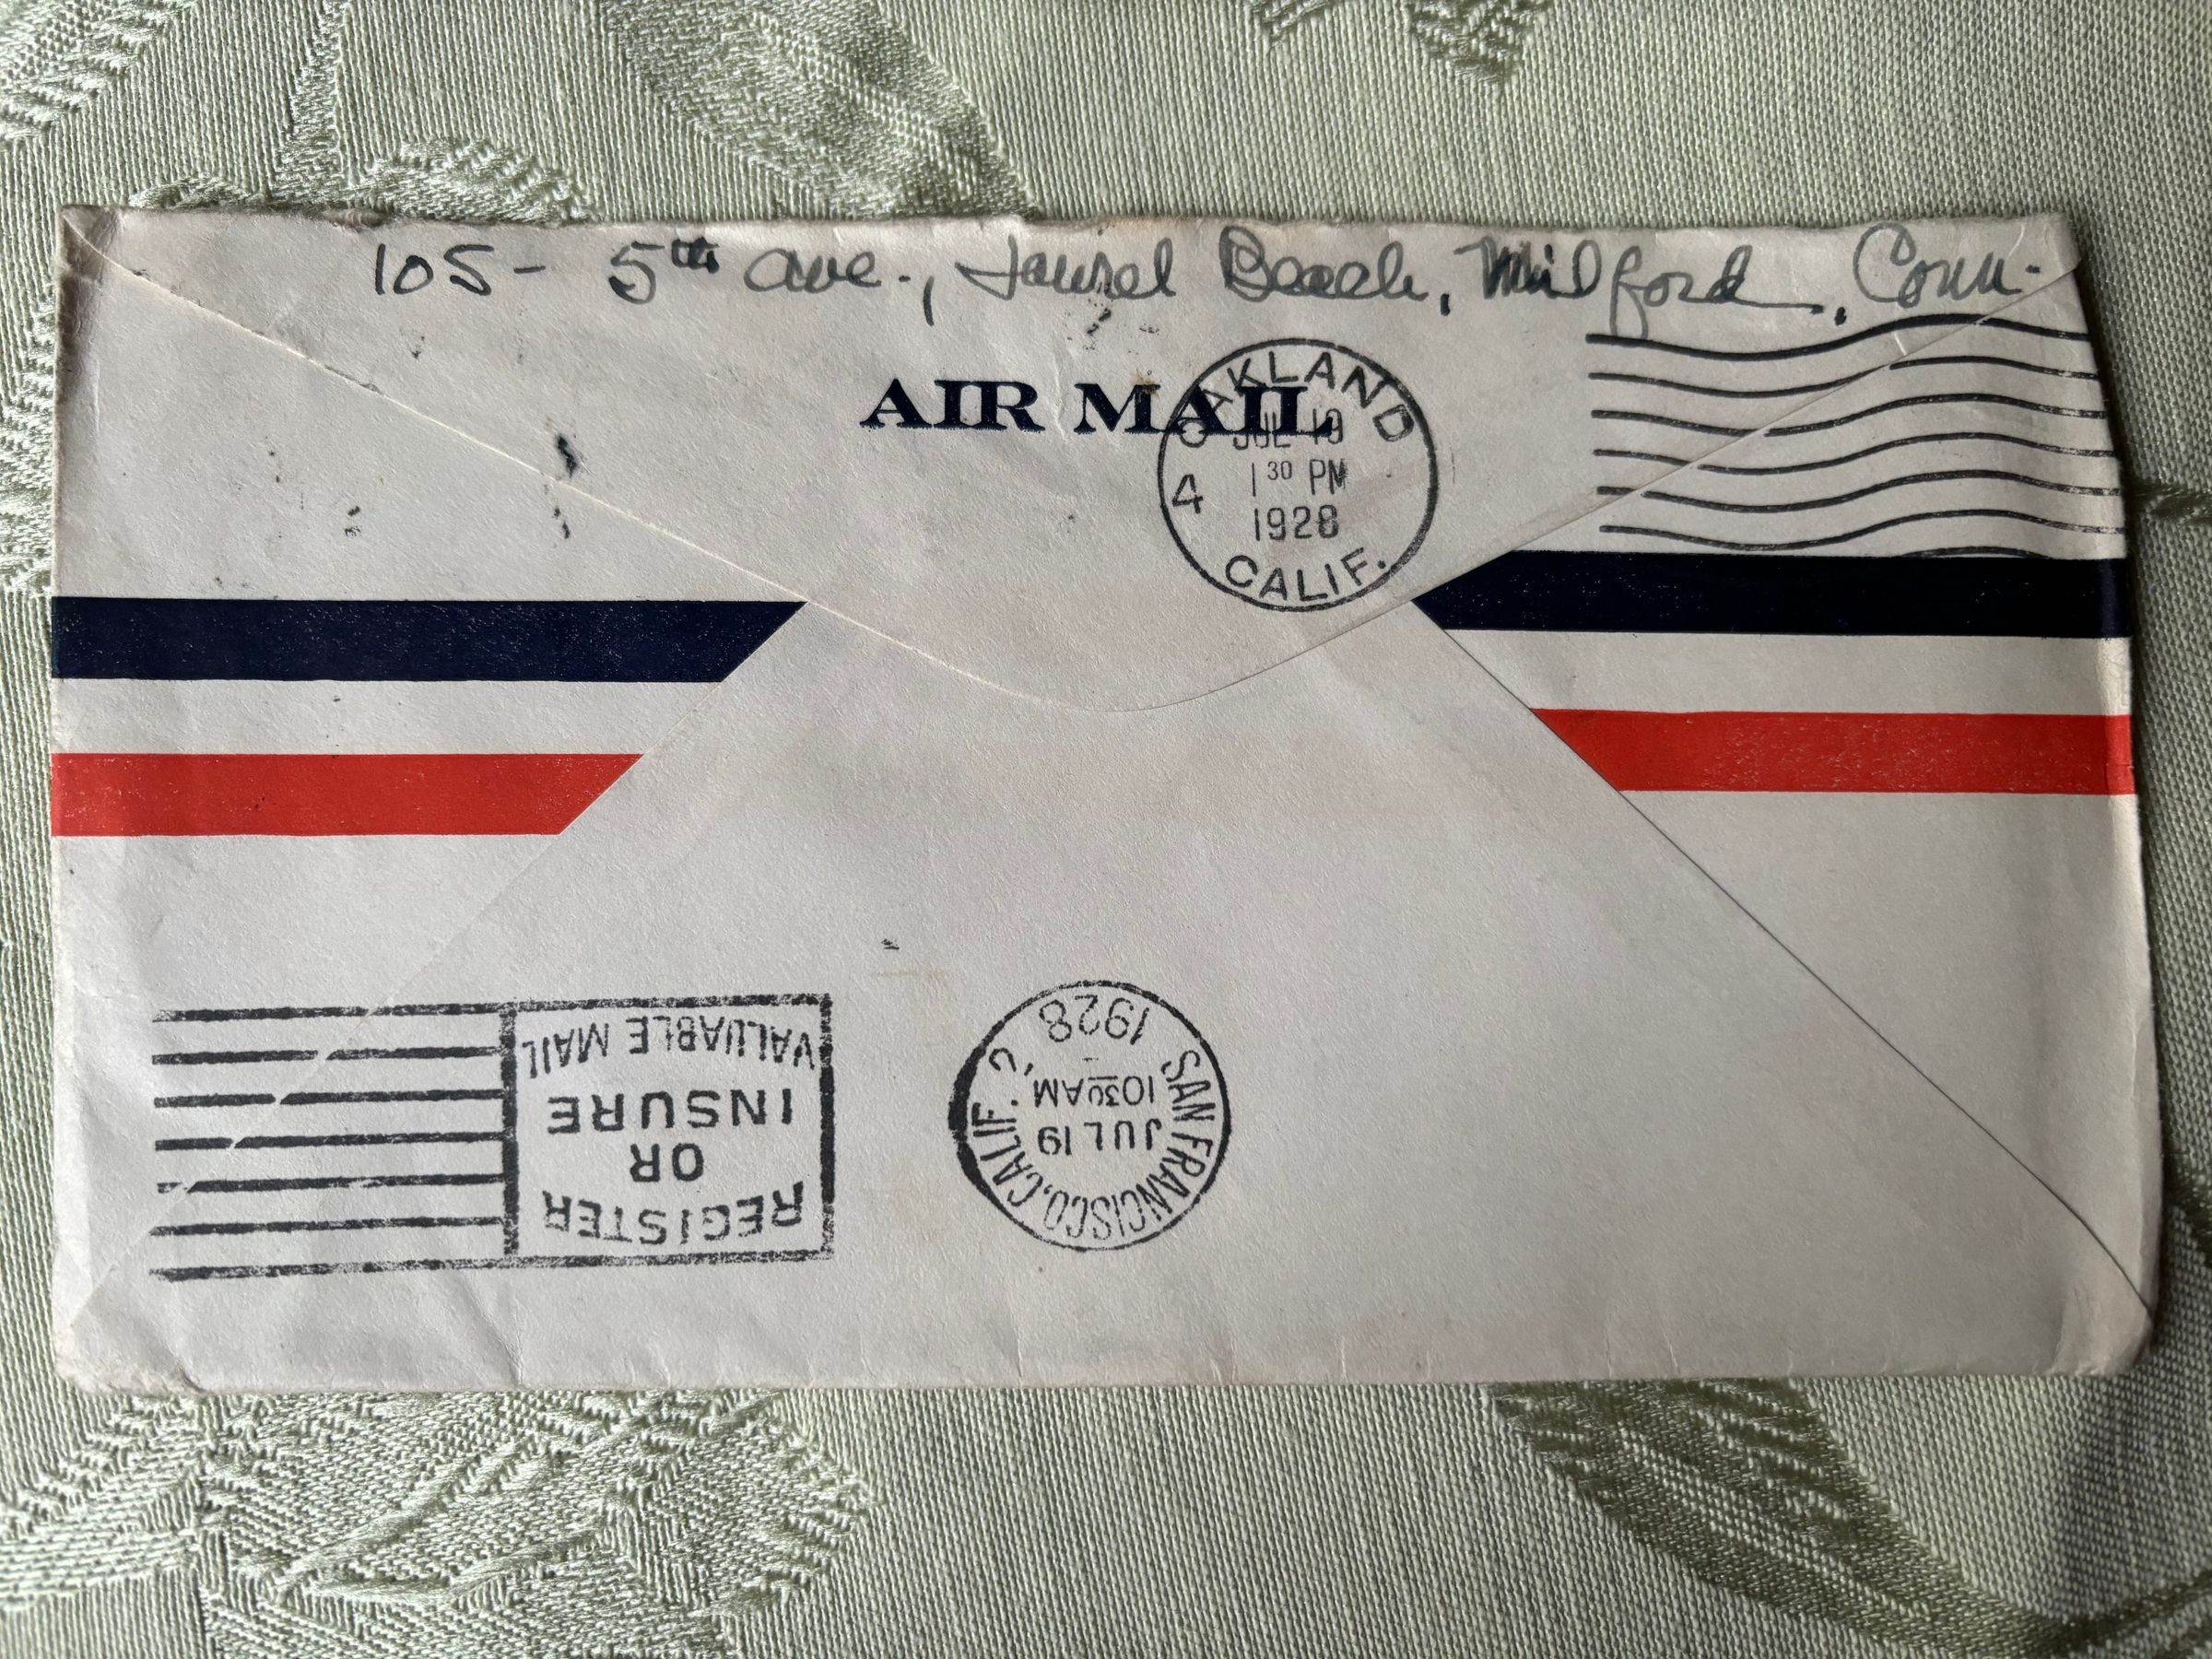 105- 5th ave., Laurel Beach, Milford, Conn.
AIR MAIL
OAKLAND
JUL 19
1 30 PM
1928
4
CALIF.
REGISTER
OR
INSURE
VALUABLE MAIL
SAN FRANCISCO, CALIF. 2,
JUL 19
10 30 AM
1928